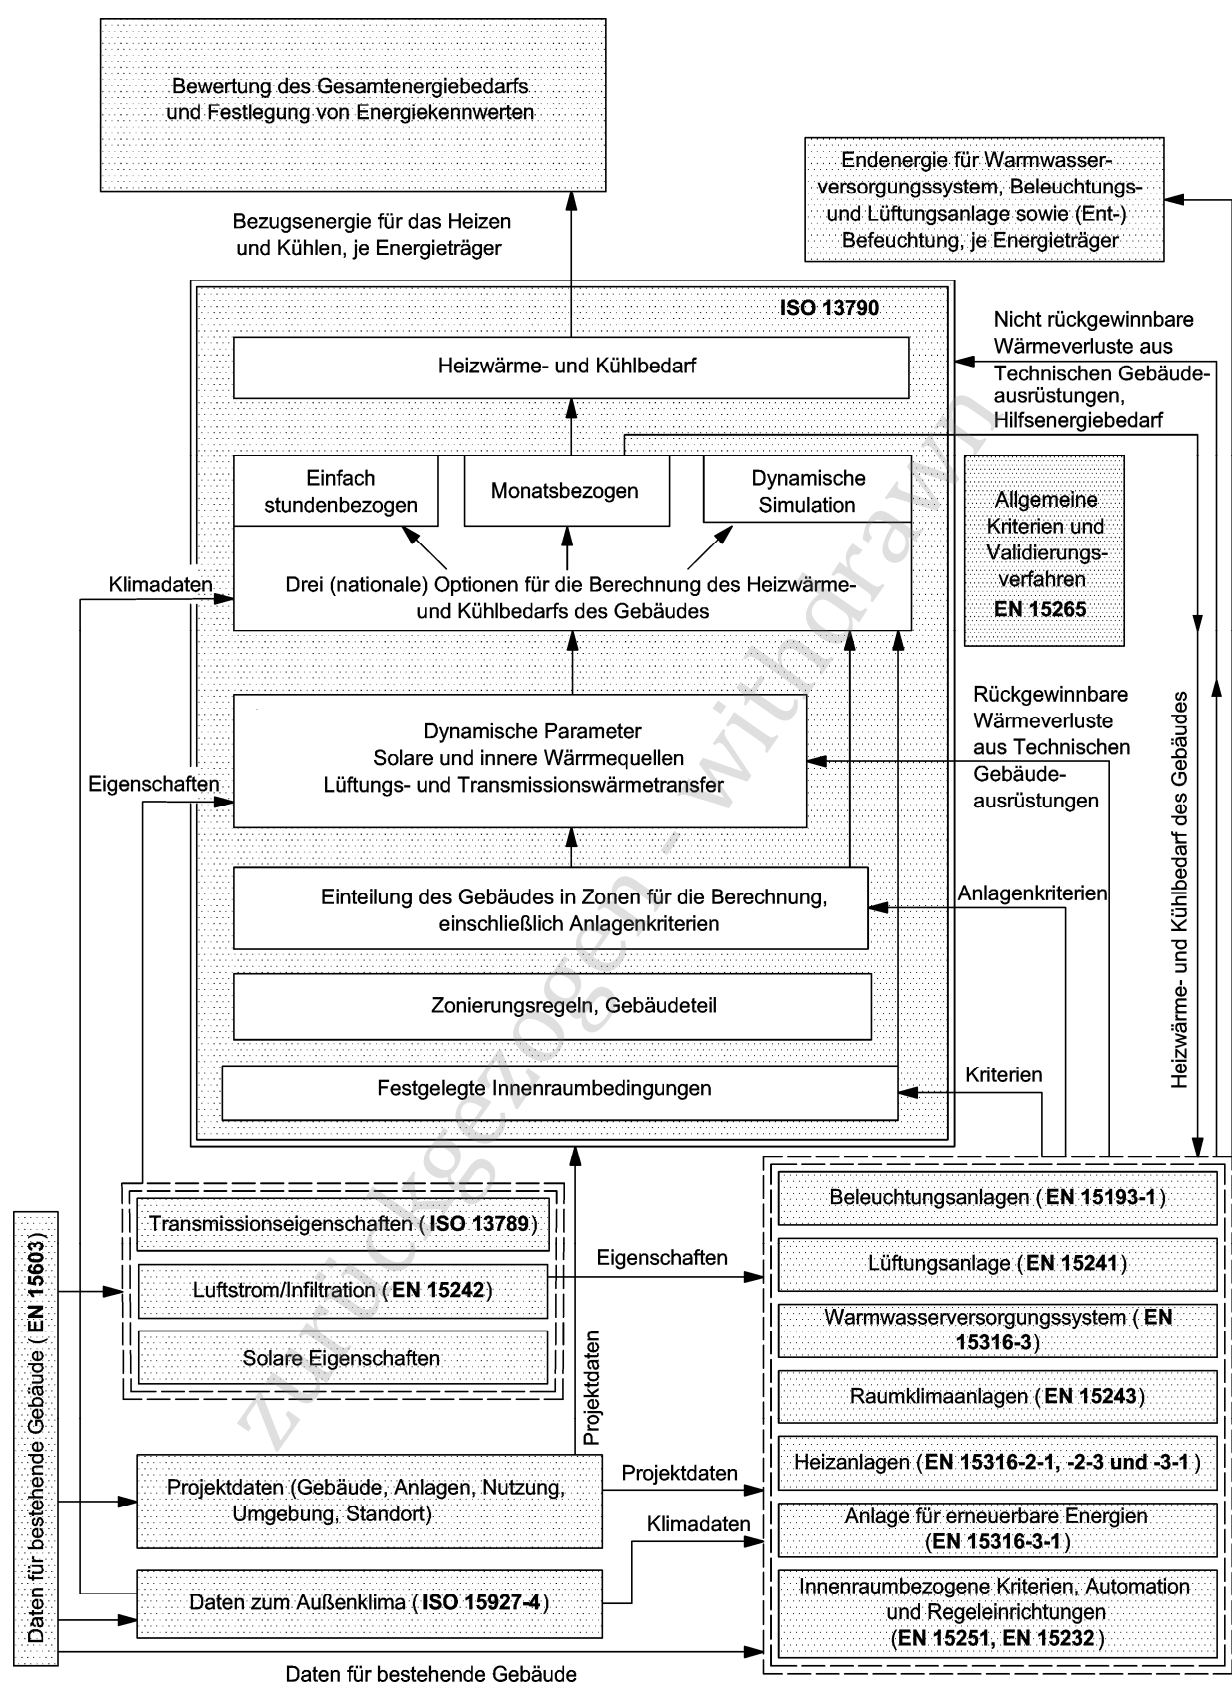 Bewertung des Gesamtenergiebedarfs
und Festlegung von Energiekennwerten
Endenergie für Warmwasser-
versorgungssystem, Beleuchtungs-
und Lüftungsanlage sowie (Ent-)
Befeuchtung, je Energieträger
Bezugsenergie für das Heizen
und Kühlen, je Energieträger
ISO 13790
Nicht rückgewinnbare
Wärmeverluste aus
Technischen Gebäude-
ausrüstungen,
Hilfsenergiebedarf
Heizwärme- und Kühlbedarf
Einfach
stundenbezogen
Monatsbezogen
Dynamische
Simulation
Allgemeine
Kriterien und
Validierungs-
verfahren
EN 15265
Klimadaten
Drei (nationale) Optionen für die Berechnung des Heizwärme-
und Kühlbedarfs des Gebäudes
Rückgewinnbare
Wärmeverluste
aus Technischen
Gebäude-
ausrüstungen
Heizwärme- und Kühlbedarf des Gebäudes
Dynamische Parameter
Solare und innere Wärrmequellen
Lüftungs- und Transmissionswärmetransfer
Eigenschaften
Einteilung des Gebäudes in Zonen für die Berechnung,
einschließlich Anlagenkriterien
Anlagenkriterien
Zonierungsregeln, Gebäudeteil
Festgelegte Innenraumbedingungen
Kriterien
Transmissionseigenschaften (ISO 13789)
Luftstrom/Infiltration (EN 15242)
Solare Eigenschaften
Eigenschaften
Projektdaten
Beleuchtungsanlagen (EN 15193-1)
Lüftungsanlage (EN 15241)
Warmwasserversorgungssystem (EN
15316-3)
Raumklimaanlagen (EN 15243)
Heizanlagen (EN 15316-2-1, -2-3 und -3-1)
Anlage für erneuerbare Energien
(EN 15316-3-1)
Innenraumbezogene Kriterien, Automation
und Regeleinrichtungen
(EN 15251, EN 15232)
Daten für bestehende Gebäude (EN 15603)
Projektdaten (Gebäude, Anlagen, Nutzung,
Umgebung, Standort)
Projektdaten
Klimadaten
Daten zum Außenklima (ISO 15927-4)
Daten für bestehende Gebäude
zurückgezogen - withdrawn